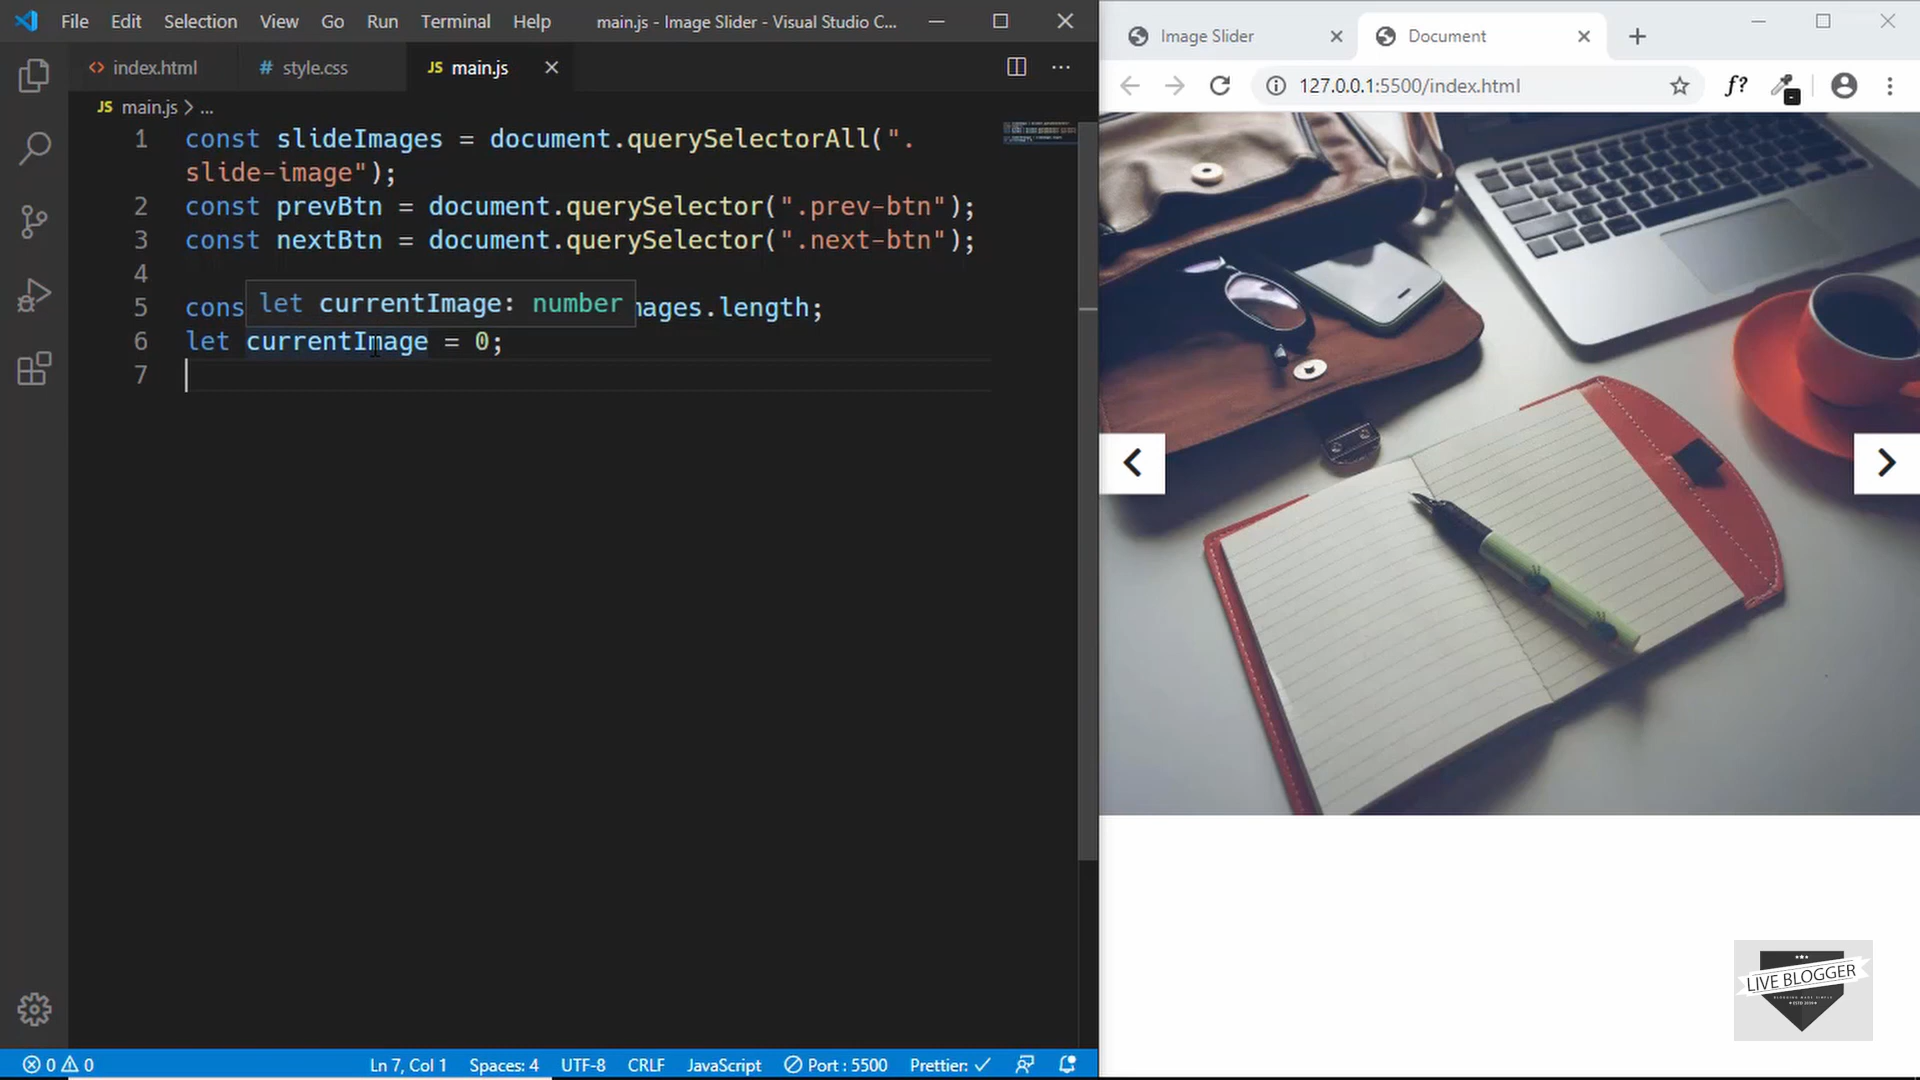 File Edit Selection View Go Run Terminal Help main.js - Image Slider - Visual Studio C...
index.html style.css JS main.js
JS main.js > ...
1 const slideImages = document.querySelectorAll(".
slide-image");
2 const prevBtn = document.querySelector(".prev-btn");
3 const nextBtn = document.querySelector(".next-btn");
4
let currentImage: number
5 cons mages.length;
6 let currentImage = 0;
7
0 0 Ln 7, Col 1 Spaces: 4 UTF-8 CRLF JavaScript Port : 5500 Prettier: ✓
Image Slider Document
127.0.0.1:5500/index.html f?
LIVE BLOGGER